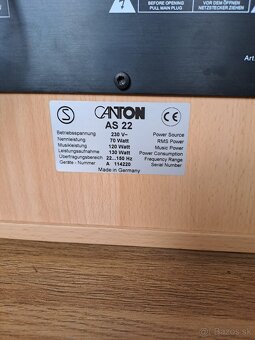 BEFORE OPENING
PULL MAIN PLUG
VOR DEM ÖFFNEN
NETZSTECKER ZIEHEN
Art.
S CANTON CE
AS 22
Betriebsspannung 230 V~ Power Source
Nennleistung 70 Watt RMS Power
Musikleistung 120 Watt Music Power
Leistungsaufnahme 130 Watt Power Consumption
Übertragungsbereich 22...150 Hz Frequency Range
Geräte - Nummer A 114220 Serial Number
Made in Germany
Bazos.sk